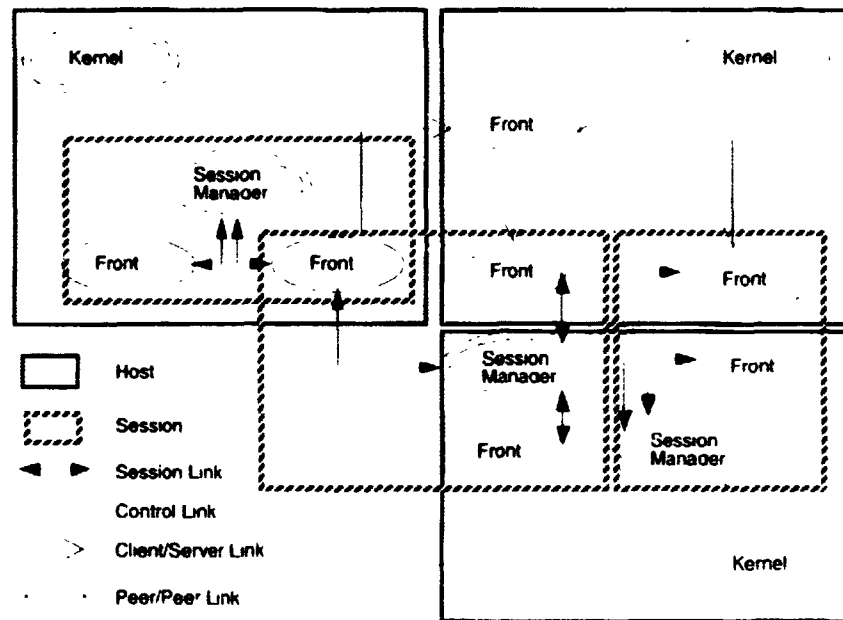 Kernel
Kernel
Front
Session
Manager
Front
Front
Front
Front
Session
Manager
Front
Front
Session
Manager
Kernel
Host
Session
Session Link
Control Link
Client/Server Link
Peer/Peer Link